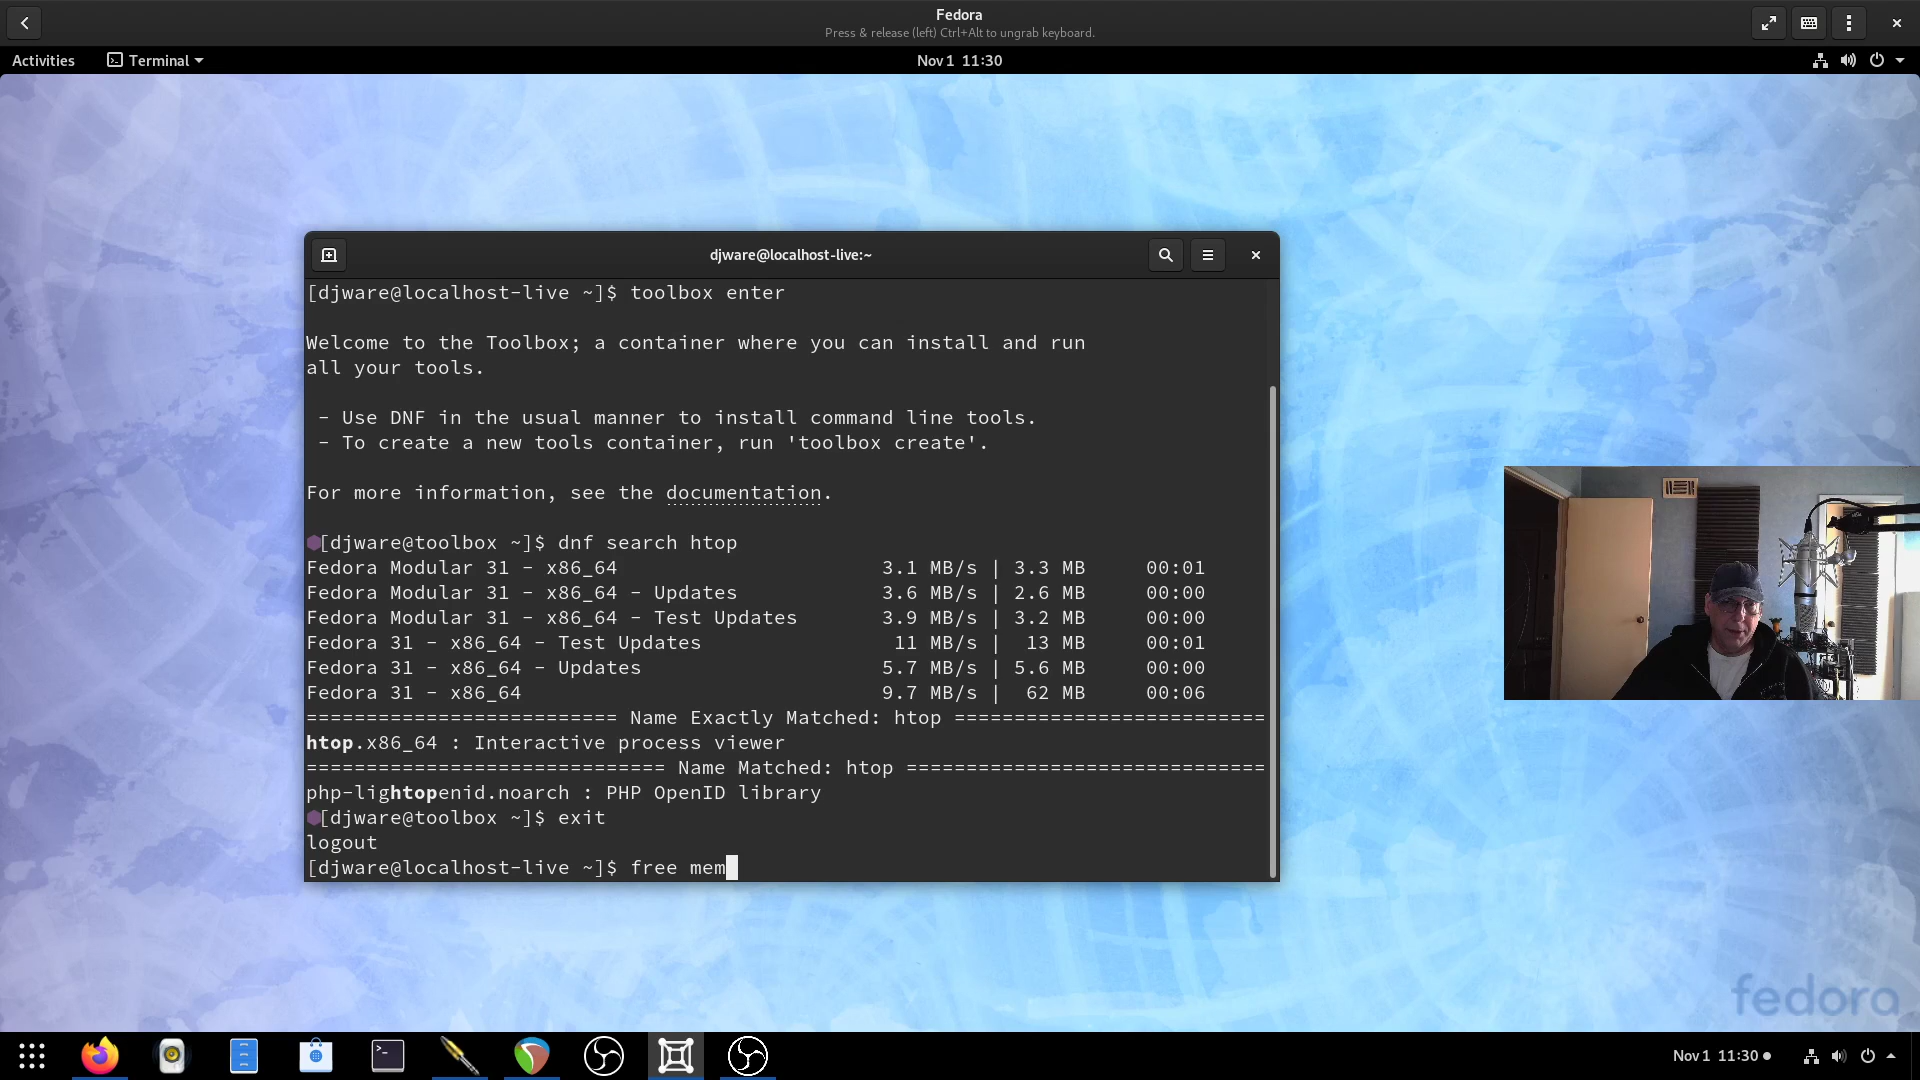 Fedora
Press & release (left) Ctrl+Alt to ungrab keyboard.
Activities Terminal Nov 1 11:30
djware@localhost-live:~
[djware@localhost-live ~]$ toolbox enter
Welcome to the Toolbox; a container where you can install and run
all your tools.
- Use DNF in the usual manner to install command line tools.
- To create a new tools container, run 'toolbox create'.
For more information, see the documentation.
[djware@toolbox ~]$ dnf search htop
Fedora Modular 31 - x86_64 3.1 MB/s | 3.3 MB 00:01
Fedora Modular 31 - x86_64 - Updates 3.6 MB/s | 2.6 MB 00:00
Fedora Modular 31 - x86_64 - Test Updates 3.9 MB/s | 3.2 MB 00:00
Fedora 31 - x86_64 - Test Updates 11 MB/s | 13 MB 00:01
Fedora 31 - x86_64 - Updates 5.7 MB/s | 5.6 MB 00:00
Fedora 31 - x86_64 9.7 MB/s | 62 MB 00:06
========================== Name Exactly Matched: htop ==========================
htop.x86_64 : Interactive process viewer
============================== Name Matched: htop ==============================
php-lightopenid.noarch : PHP OpenID library
[djware@toolbox ~]$ exit
logout
[djware@localhost-live ~]$ free mem
fedora
Nov 1 11:30